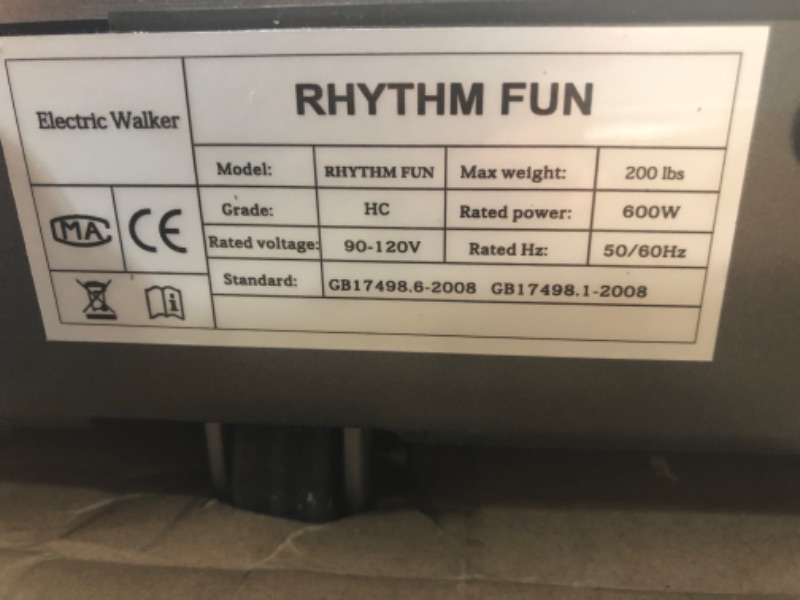 Electric Walker
RHYTHM FUN
Model: RHYTHM FUN Max weight: 200 lbs
Grade: HC Rated power: 600W
Rated voltage: 90-120V Rated Hz: 50/60Hz
Standard: GB17498.6-2008 GB17498.1-2008
MA CE
i